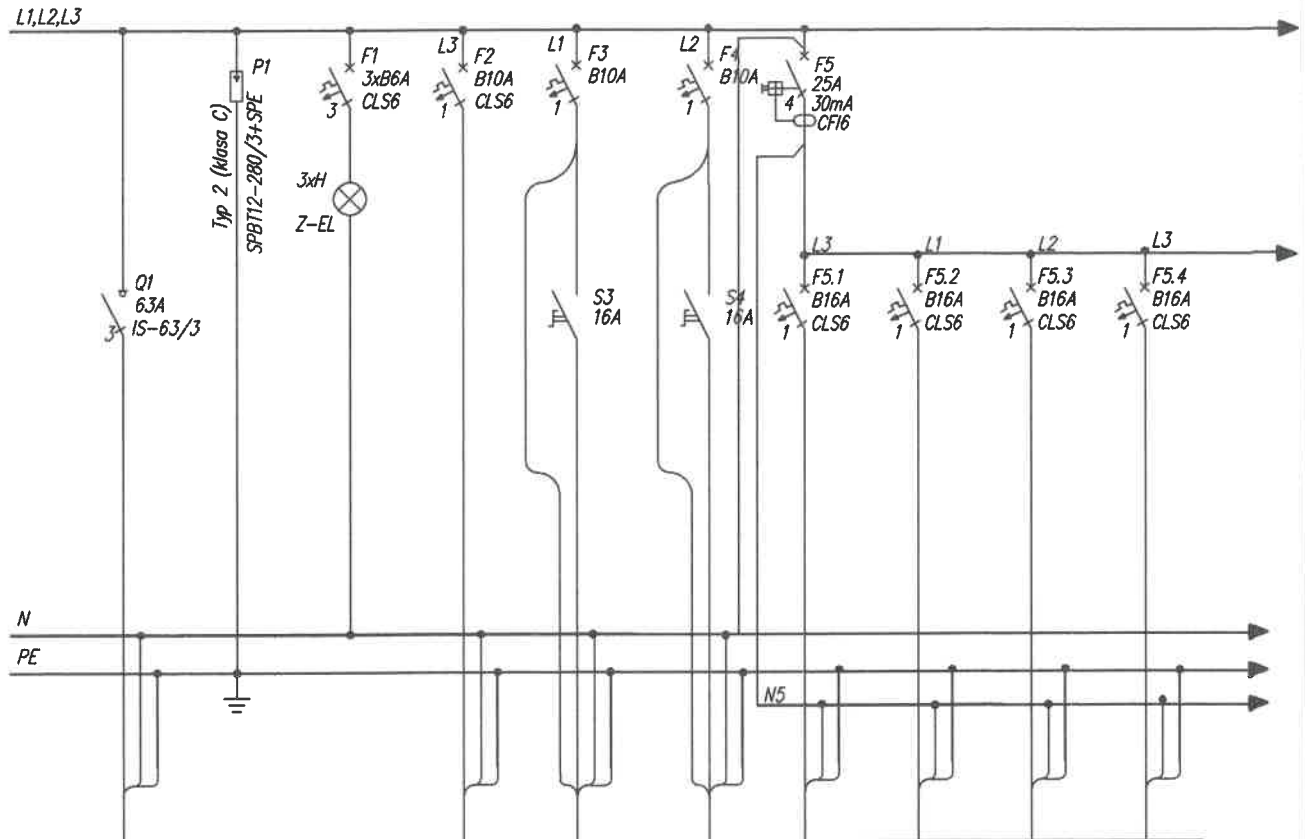 L1,L2,L3
P1
Typ 2 (klasa C)
SPBT12-280/3+SPE
F1
3xB6A
CLS6
3
3xH
Z-EL
L3
F2
B10A
CLS6
1
L1
F3
B10A
1
L2
F4
B10A
1
F5
25A
30mA
CFI6
4
Q1
63A
IS-63/3
3
S3
16A
S4
16A
L3
F5.1
B16A
CLS6
1
L1
F5.2
B16A
CLS6
1
L2
F5.3
B16A
CLS6
1
L3
F5.4
B16A
CLS6
1
N
PE
N5